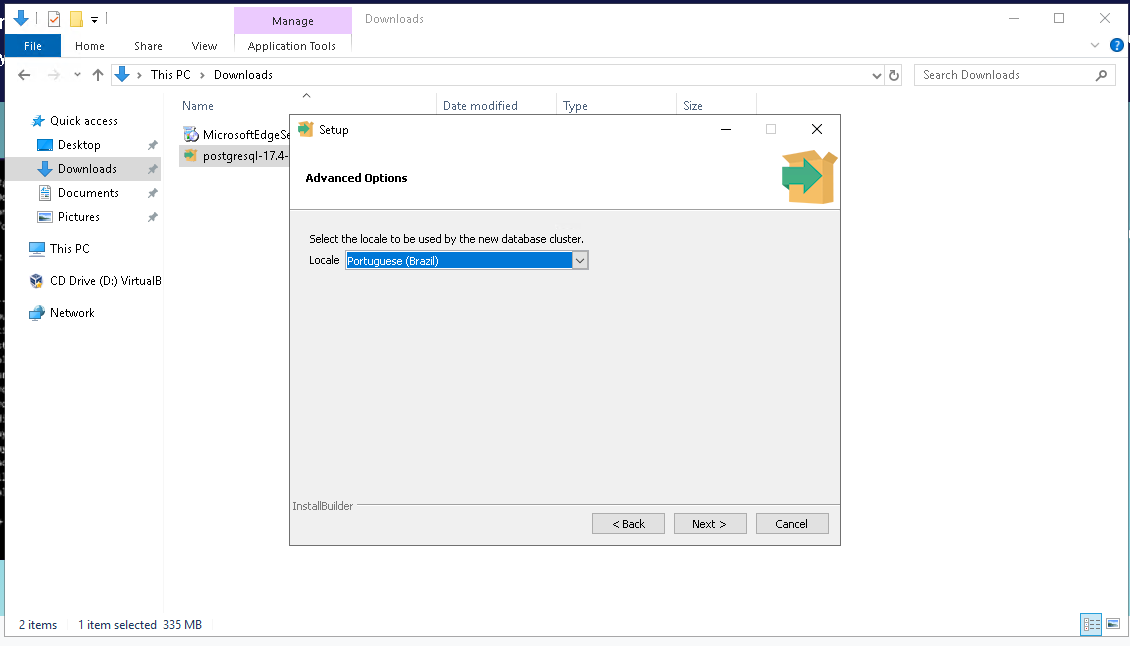 Manage
Downloads
File
Home
Share
View
Application Tools
This PC
Downloads
Search Downloads
Name
Date modified
Type
Size
Quick access
Desktop
Downloads
Documents
Pictures
This PC
CD Drive (D:) VirtualB
Network
MicrosoftEdgeSe
postgresql-17.4-
Setup
Advanced Options
Select the locale to be used by the new database cluster.
Locale
Portuguese (Brazil)
InstallBuilder
< Back
Next >
Cancel
2 items
1 item selected 335 MB